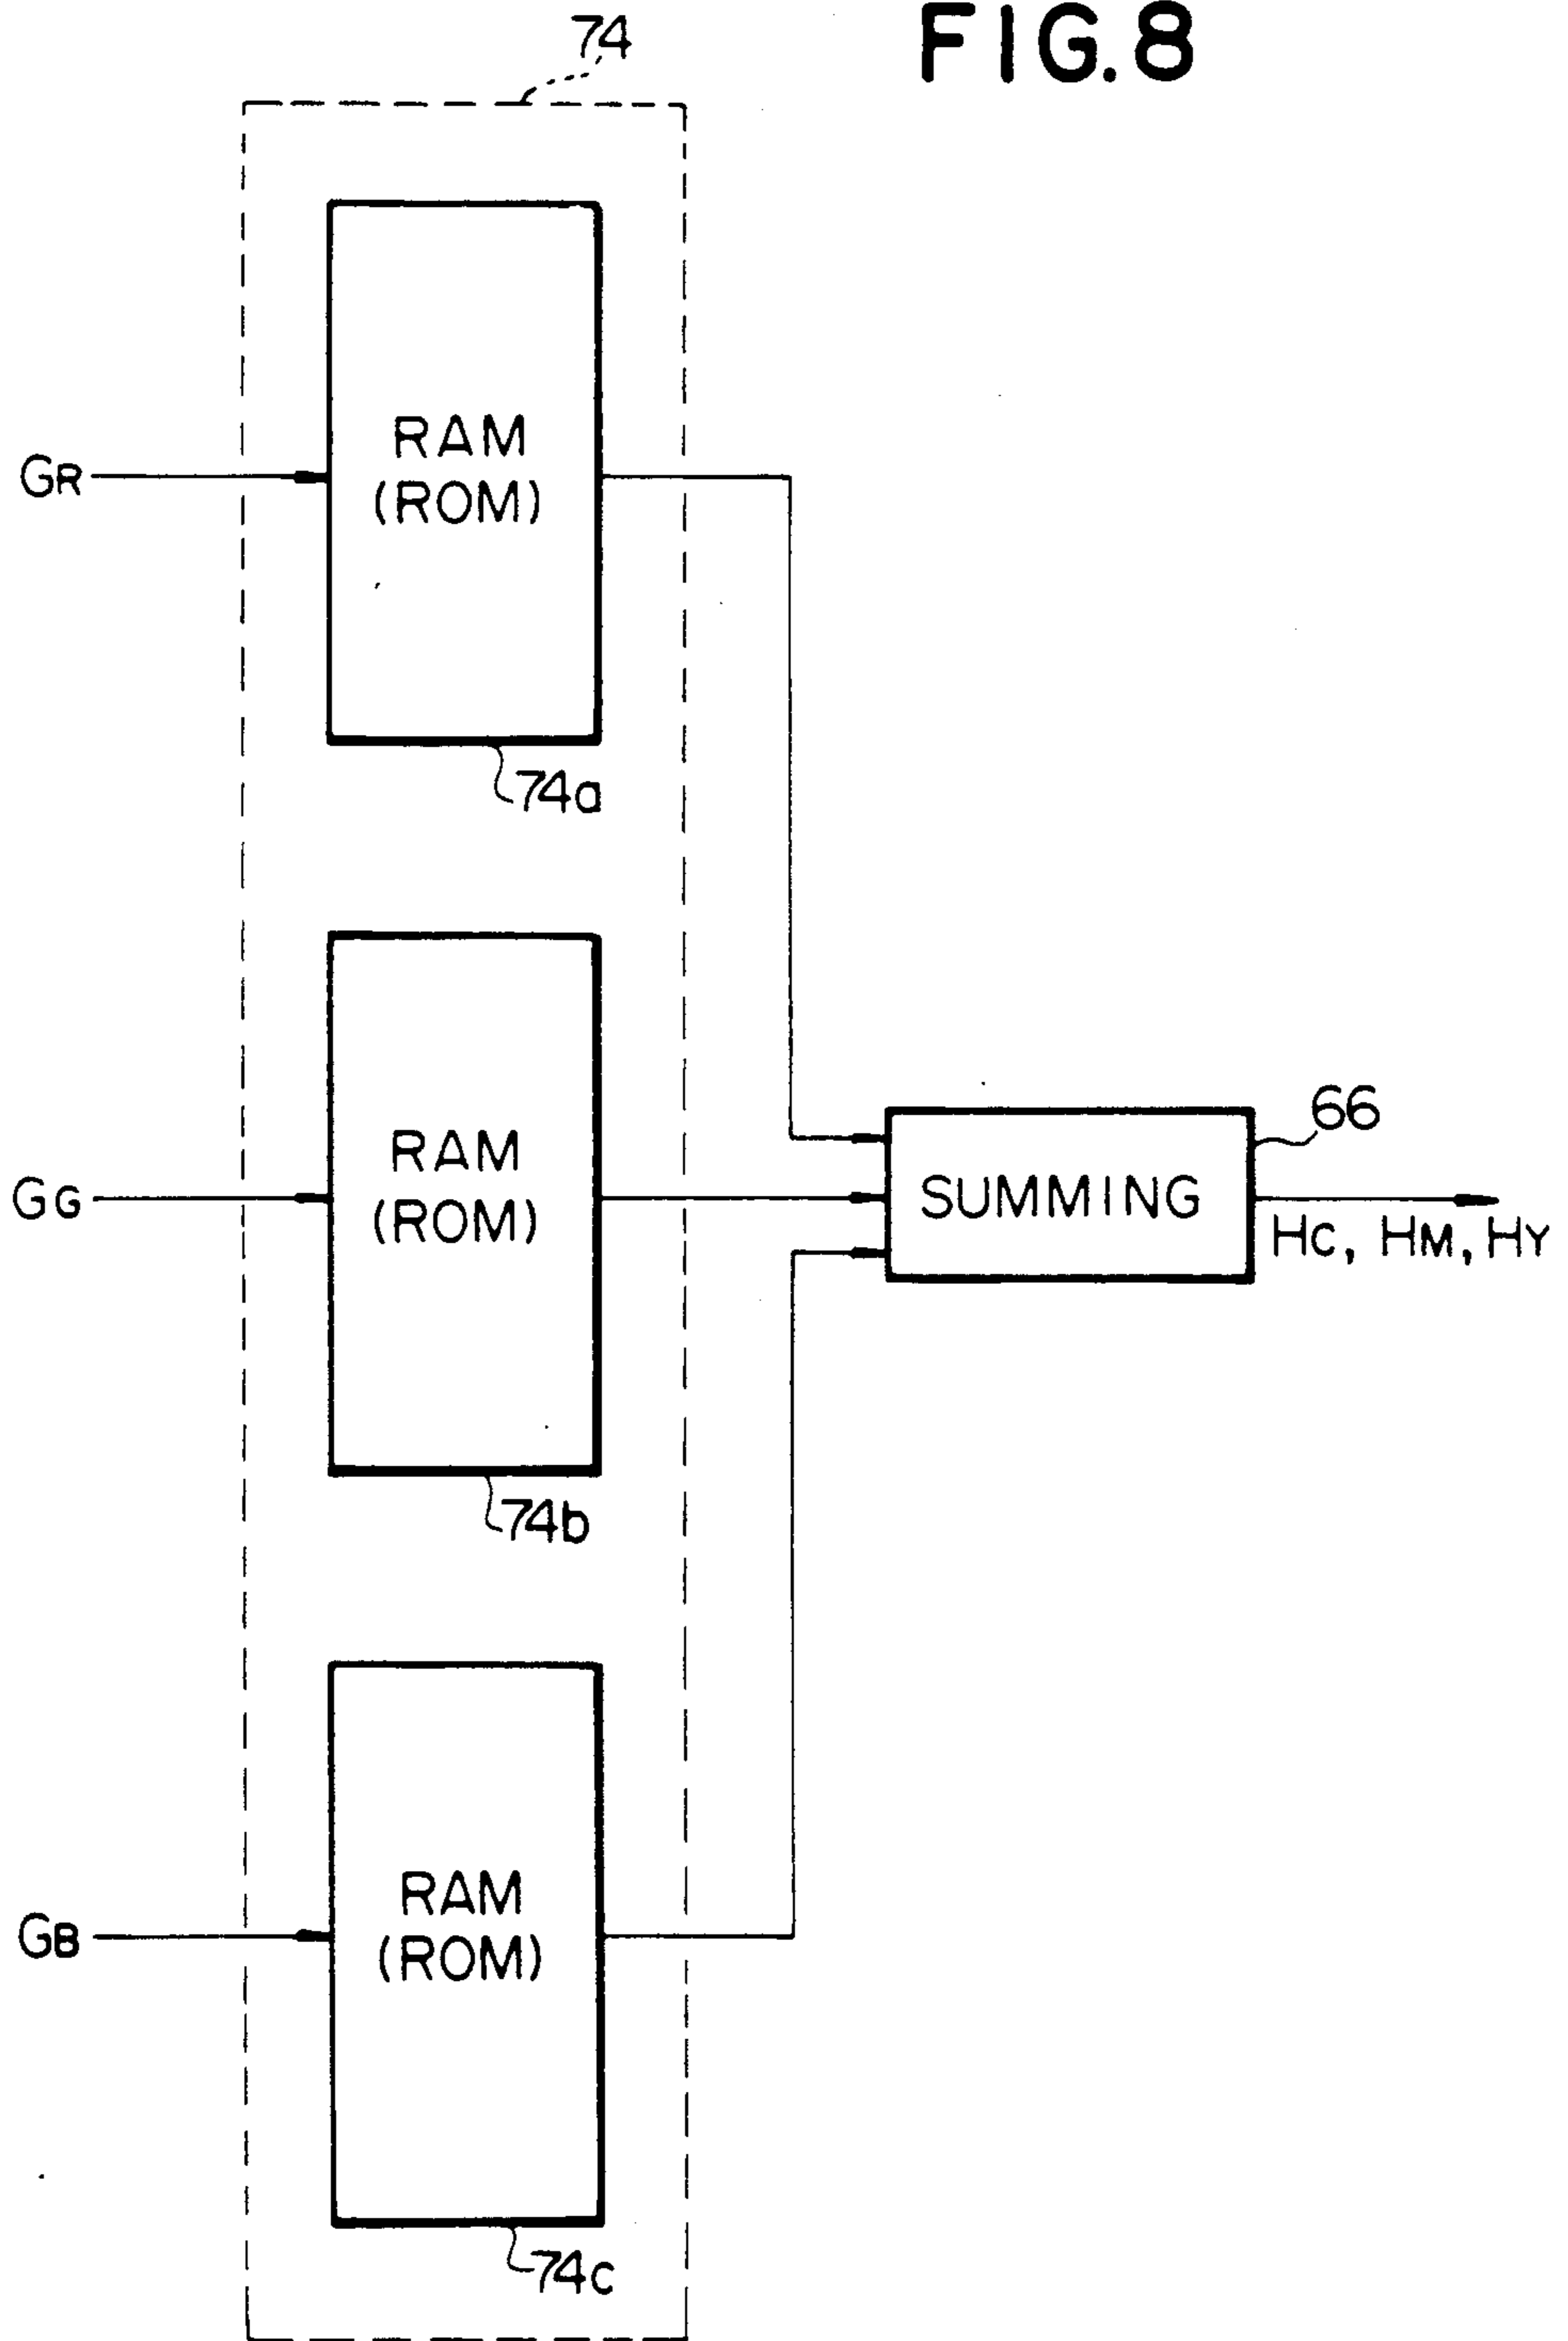 FIG.8
74
GR
RAM
(ROM)
74a
GG
RAM
(ROM)
74b
66
SUMMING
HC, HM, HY
GB
RAM
(ROM)
74c